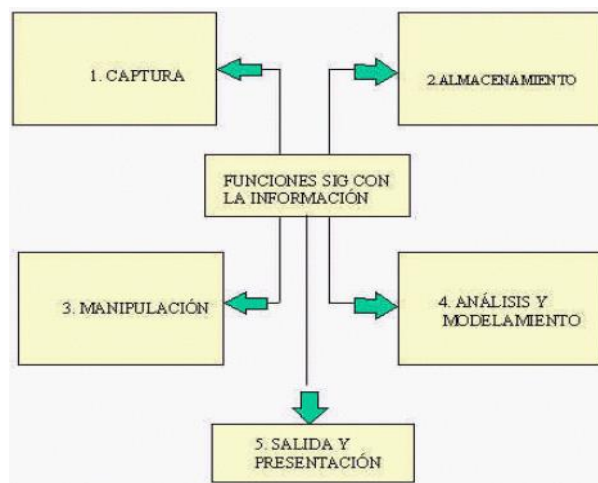 1. CAPTURA
2.ALMACENAMIENTO
FUNCIONES SIG CON
LA INFORMACIÓN
3. MANIPULACIÓN
4. ANÁLISIS Y
MODELAMIENTO
5. SALIDA Y
PRESENTACIÓN